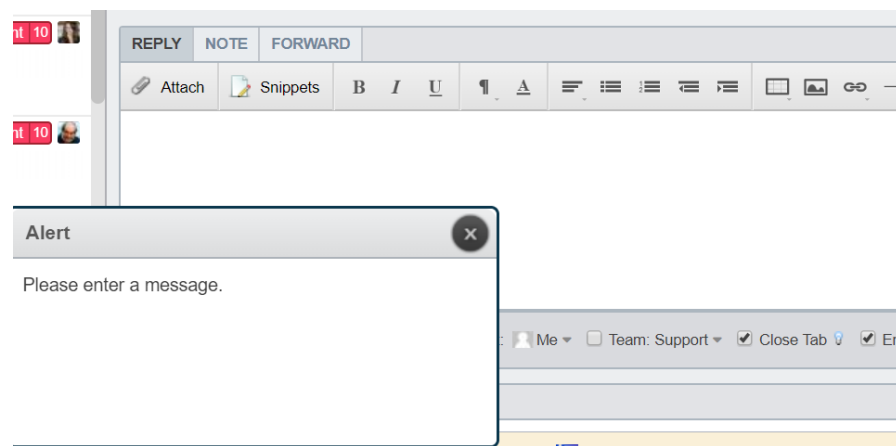 nt 10
REPLY NOTE FORWARD
Attach Snippets B I U ¶ A
nt 10
Alert
Please enter a message.
: Me Team: Support Close Tab